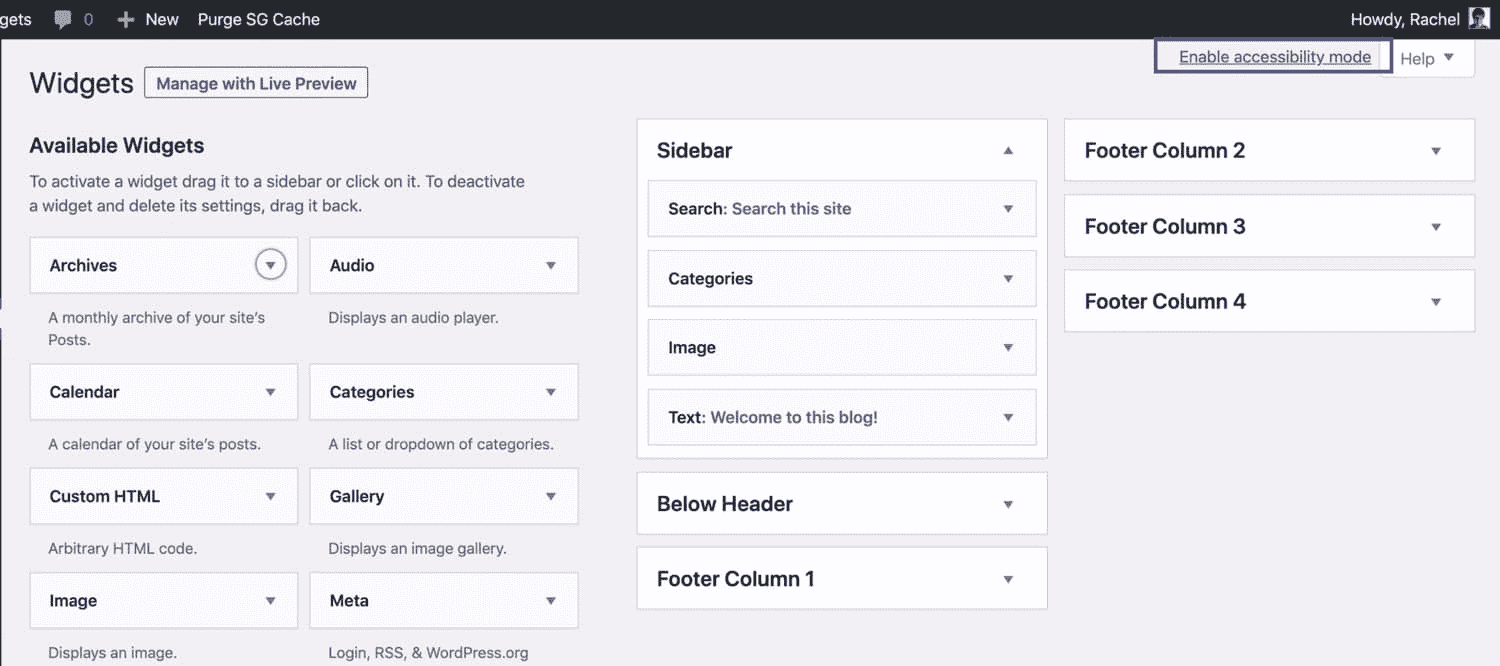 gets 0 New Purge SG Cache Howdy, Rachel
Enable accessibility mode Help
Widgets Manage with Live Preview
Available Widgets
To activate a widget drag it to a sidebar or click on it. To deactivate
a widget and delete its settings, drag it back.
Archives Audio
A monthly archive of your site’s
Posts.
Displays an audio player.
Calendar Categories
A calendar of your site’s posts. A list or dropdown of categories.
Custom HTML Gallery
Arbitrary HTML code. Displays an image gallery.
Image Meta
Displays an image. Login, RSS, & WordPress.org
Sidebar
Search: Search this site
Categories
Image
Text: Welcome to this blog!
Below Header
Footer Column 1
Footer Column 2
Footer Column 3
Footer Column 4